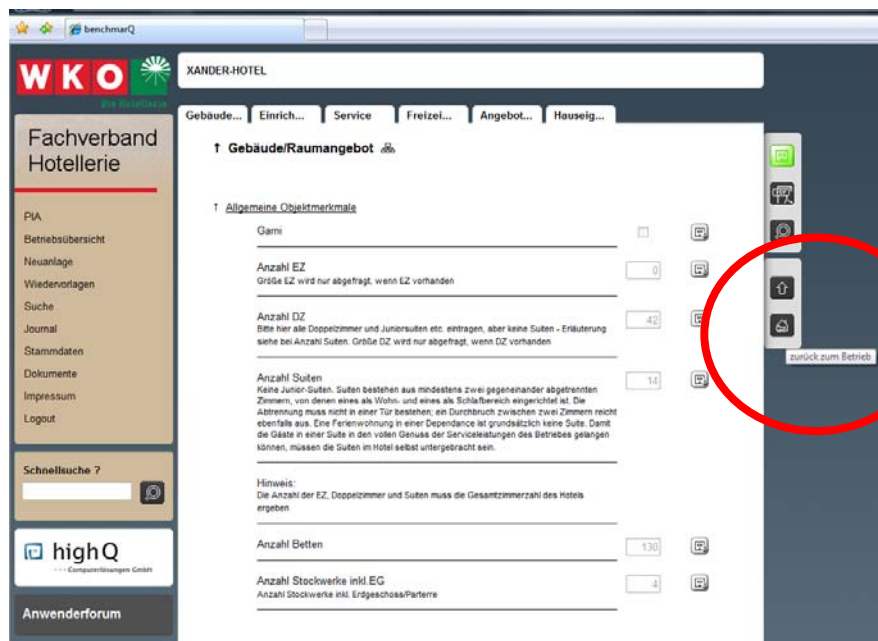 benchmarQ
WKO
Die Hotellerie
XANDER-HOTEL
Gebäude... Einrich... Service Freizei... Angebot... Hauseig...
Fachverband
Hotellerie
↑ Gebäude/Raumangebot
PIA
Betriebsübersicht
Neuanlage
Wiedervorlagen
Suche
Journal
Stammdaten
Dokumente
Impressum
Logout
↑ Allgemeine Objektmerkmale
Garni
Anzahl EZ 0
Größe EZ wird nur abgefragt, wenn EZ vorhanden
Anzahl DZ 42
Bitte hier alle Doppelzimmer und Juniorsuiten etc. eintragen, aber keine Suiten - Erläuterung
siehe bei Anzahl Suiten. Größe DZ wird nur abgefragt, wenn DZ vorhanden
zurück zum Betrieb
Anzahl Suiten 14
Keine Junior-Suiten. Suiten bestehen aus mindestens zwei gegeneinander abgetrennten
Zimmern, von denen eines als Wohn- und eines als Schlafbereich eingerichtet ist. Die
Abtrennung muss nicht in einer Tür bestehen; ein Durchbruch zwischen zwei Zimmern reicht
ebenfalls aus. Eine Ferienwohnung in einer Dependance ist grundsätzlich keine Suite. Damit
die Gäste in einer Suite in den vollen Genuss der Serviceleistungen des Betriebes gelangen
können, müssen die Suiten im Hotel selbst untergebracht sein.
Schnellsuche ?
Hinweis:
Die Anzahl der EZ, Doppelzimmer und Suiten muss die Gesamtzimmerzahl des Hotels
ergeben
highQ
Computerlösungen GmbH
Anzahl Betten 130
Anzahl Stockwerke inkl.EG 4
Anzahl Stockwerke inkl. Erdgeschoss/Parterre
Anwenderforum